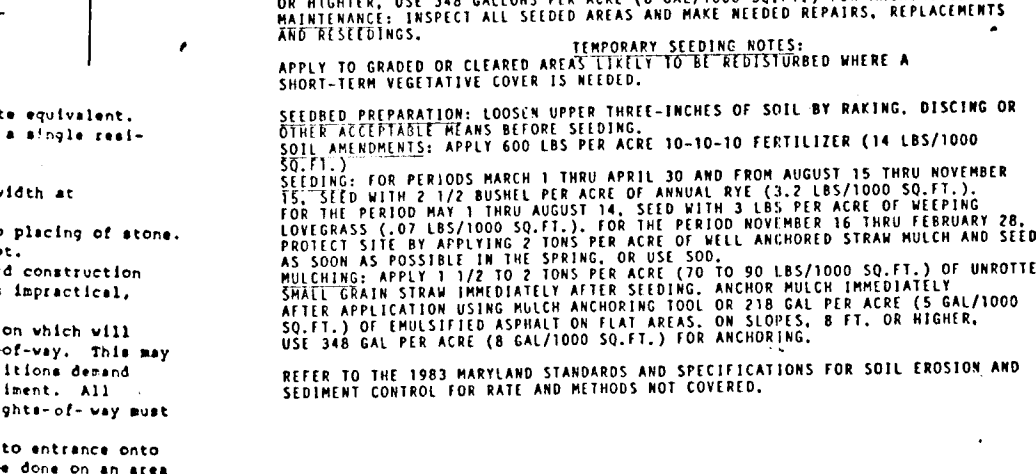 te equivalent.
a single resi-
width at
placing of stone.
d construction
impractical,
on which will
-of-way. This may
itions demand
iment. All
ghts-of-way must
to entrance onto
e done on an area
OR HIGHTER, USE 348 GALLONS PER ACRE (8 GAL/1000 SQ.FT.)
MAINTENANCE: INSPECT ALL SEEDED AREAS AND MAKE NEEDED REPAIRS, REPLACEMENTS
AND RESEEDINGS.
TEMPORARY SEEDING NOTES:
APPLY TO GRADED OR CLEARED AREAS LIKELY TO BE REDISTURBED WHERE A
SHORT-TERM VEGETATIVE COVER IS NEEDED.
SEEDBED PREPARATION: LOOSEN UPPER THREE-INCHES OF SOIL BY RAKING, DISCING OR
OTHER ACCEPTABLE MEANS BEFORE SEEDING.
SOIL AMENDMENTS: APPLY 600 LBS PER ACRE 10-10-10 FERTILIZER (14 LBS/1000
SQ.FT.)
SEEDING: FOR PERIODS MARCH 1 THRU APRIL 30 AND FROM AUGUST 15 THRU NOVEMBER
15, SEED WITH 2 1/2 BUSHEL PER ACRE OF ANNUAL RYE (3.2 LBS/1000 SQ.FT.).
FOR THE PERIOD MAY 1 THRU AUGUST 14, SEED WITH 3 LBS PER ACRE OF WEEPING
LOVEGRASS (.07 LBS/1000 SQ.FT.). FOR THE PERIOD NOVEMBER 16 THRU FEBRUARY 28,
PROTECT SITE BY APPLYING 2 TONS PER ACRE OF WELL ANCHORED STRAW MULCH AND SEED
AS SOON AS POSSIBLE IN THE SPRING, OR USE SOD.
MULCHING: APPLY 1 1/2 TO 2 TONS PER ACRE (70 TO 90 LBS/1000 SQ.FT.) OF UNROTTE
SMALL GRAIN STRAW IMMEDIATELY AFTER SEEDING. ANCHOR MULCH IMMEDIATELY
AFTER APPLICATION USING MULCH ANCHORING TOOL OR 218 GAL PER ACRE (5 GAL/1000
SQ.FT.) OF EMULSIFIED ASPHALT ON FLAT AREAS. ON SLOPES, 8 FT. OR HIGHER,
USE 348 GAL PER ACRE (8 GAL/1000 SQ.FT.) FOR ANCHORING.
REFER TO THE 1983 MARYLAND STANDARDS AND SPECIFICATIONS FOR SOIL EROSION AND
SEDIMENT CONTROL FOR RATE AND METHODS NOT COVERED.